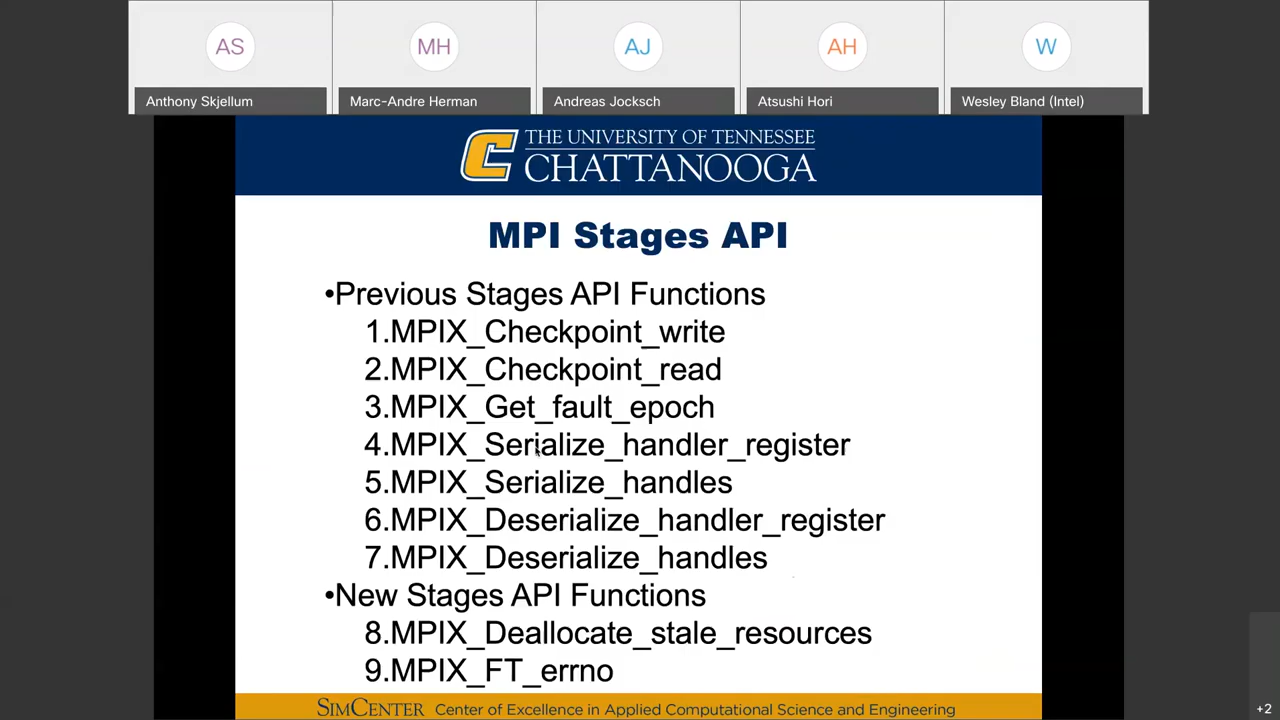 AS
MH
AJ
AH
W
Anthony Skjellum
Marc-Andre Herman
Andreas Jocksch
Atsushi Hori
Wesley Bland (Intel)
C
THE UNIVERSITY OF TENNESSEE
CHATTANOOGA
MPI Stages API
•Previous Stages API Functions
1.MPIX_Checkpoint_write
2.MPIX_Checkpoint_read
3.MPIX_Get_fault_epoch
4.MPIX_Serialize_handler_register
5.MPIX_Serialize_handles
6.MPIX_Deserialize_handler_register
7.MPIX_Deserialize_handles
•New Stages API Functions
8.MPIX_Deallocate_stale_resources
9.MPIX_FT_errno
SIMCENTER Center of Excellence in Applied Computational Science and Engineering
+2